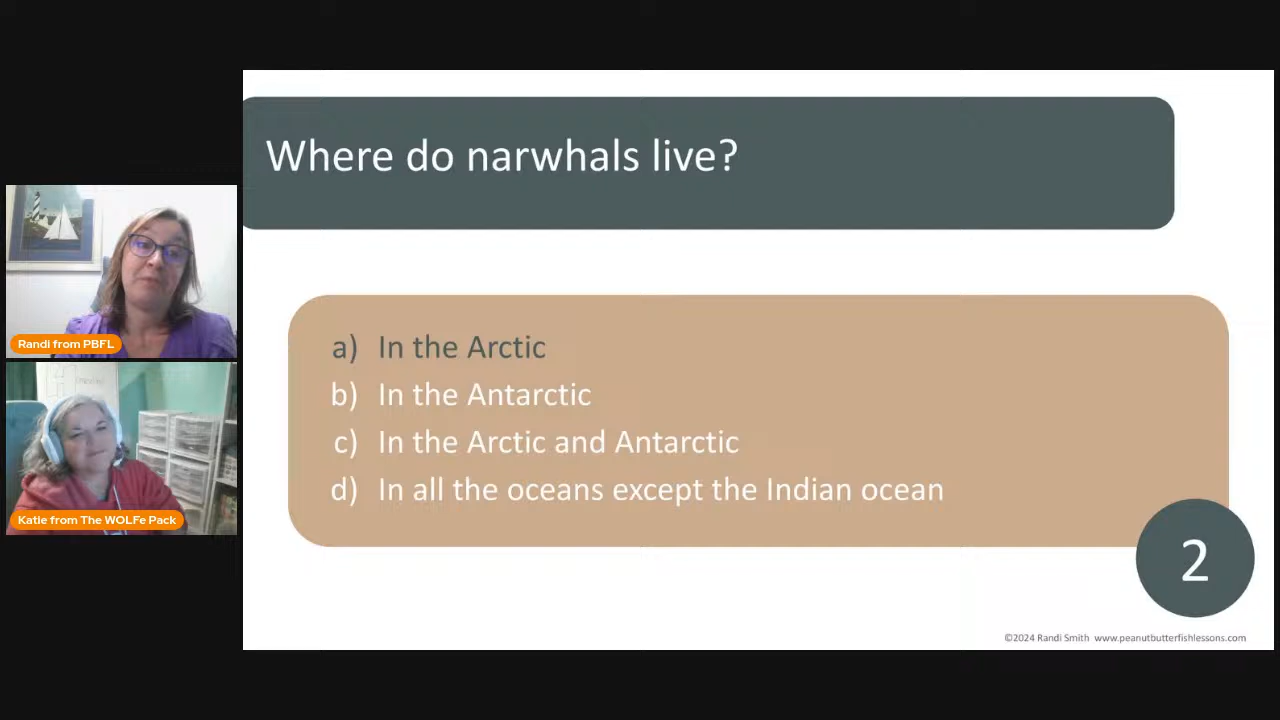 Where do narwhals live?
a) In the Arctic
b) In the Antarctic
c) In the Arctic and Antarctic
d) In all the oceans except the Indian ocean
2
©2024 Randi Smith www.peanutbutterfishlessons.com
Randi from PBFL
Katie from The WOLFe Pack